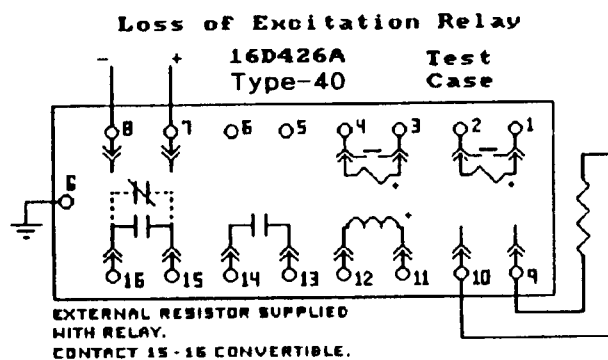 Loss of Excitation Relay
16D426A Test
Type-40 Case
- +
8 7 6 5 4 3 2 1
G
+ +
+
16 15 14 13 12 11 10 9
EXTERNAL RESISTOR SUPPLIED
WITH RELAY.
CONTACT 15-16 CONVERTIBLE.